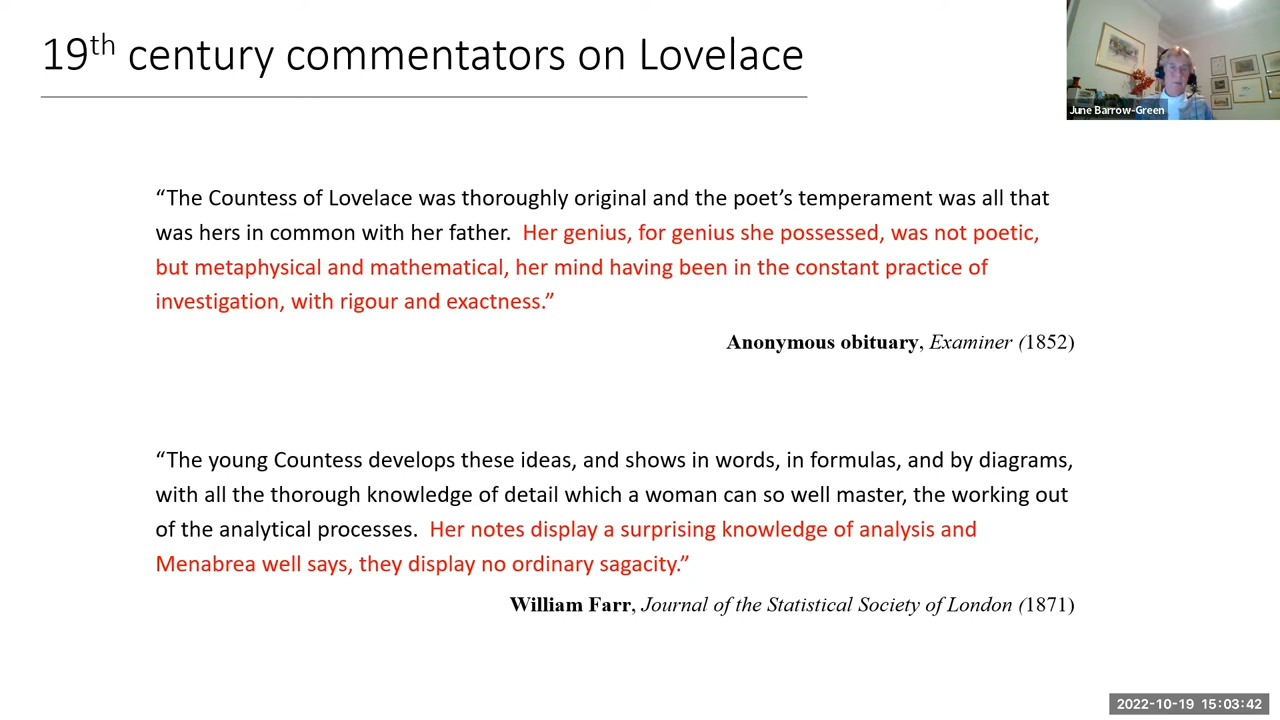 19th century commentators on Lovelace
June Barrow-Green
“The Countess of Lovelace was thoroughly original and the poet’s temperament was all that
was hers in common with her father. Her genius, for genius she possessed, was not poetic,
but metaphysical and mathematical, her mind having been in the constant practice of
investigation, with rigour and exactness.”
Anonymous obituary, Examiner (1852)
“The young Countess develops these ideas, and shows in words, in formulas, and by diagrams,
with all the thorough knowledge of detail which a woman can so well master, the working out
of the analytical processes. Her notes display a surprising knowledge of analysis and
Menabrea well says, they display no ordinary sagacity.”
William Farr, Journal of the Statistical Society of London (1871)
2022-10-19 15:03:42